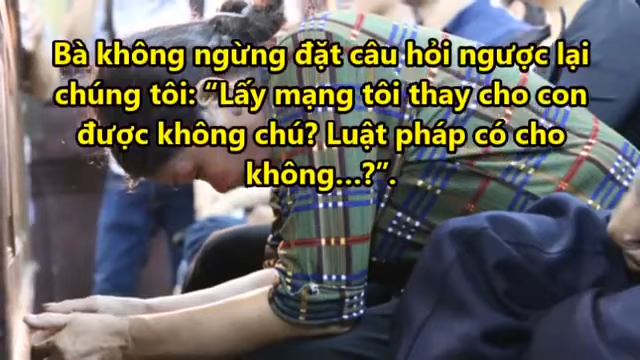 Bà không ngừng đặt câu hỏi ngược lại
chúng tôi: “Lấy mạng tôi thay cho con
được không chú? Luật pháp có cho
không...?”.